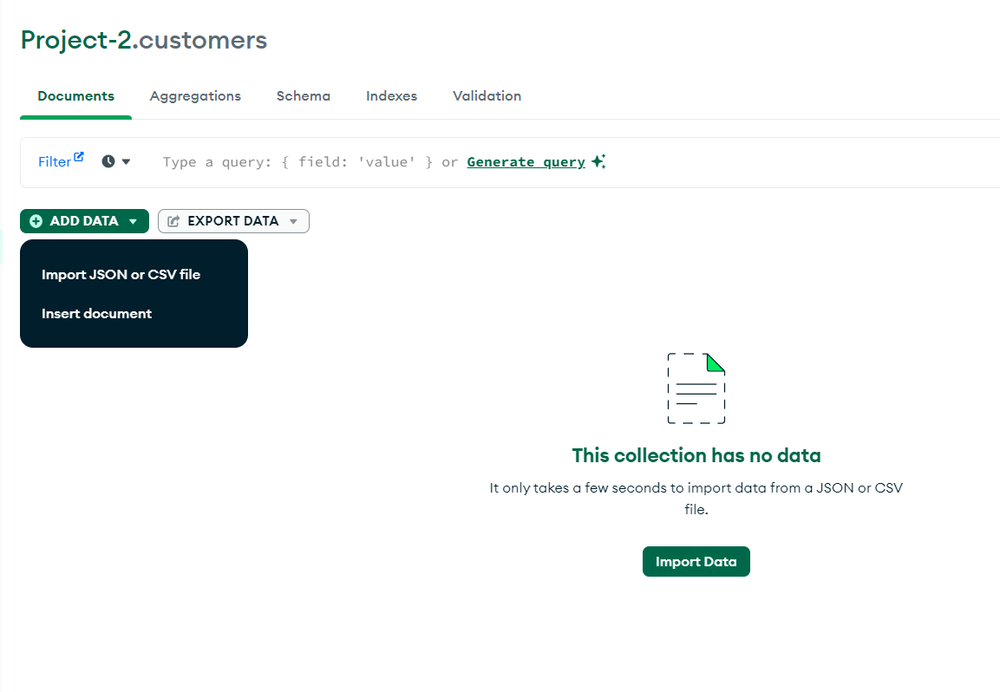 Project-2.customers
Documents Aggregations Schema Indexes Validation
Filter Type a query: { field: 'value' } or Generate query
ADD DATA EXPORT DATA
Import JSON or CSV file
Insert document
This collection has no data
It only takes a few seconds to import data from a JSON or CSV
file.
Import Data